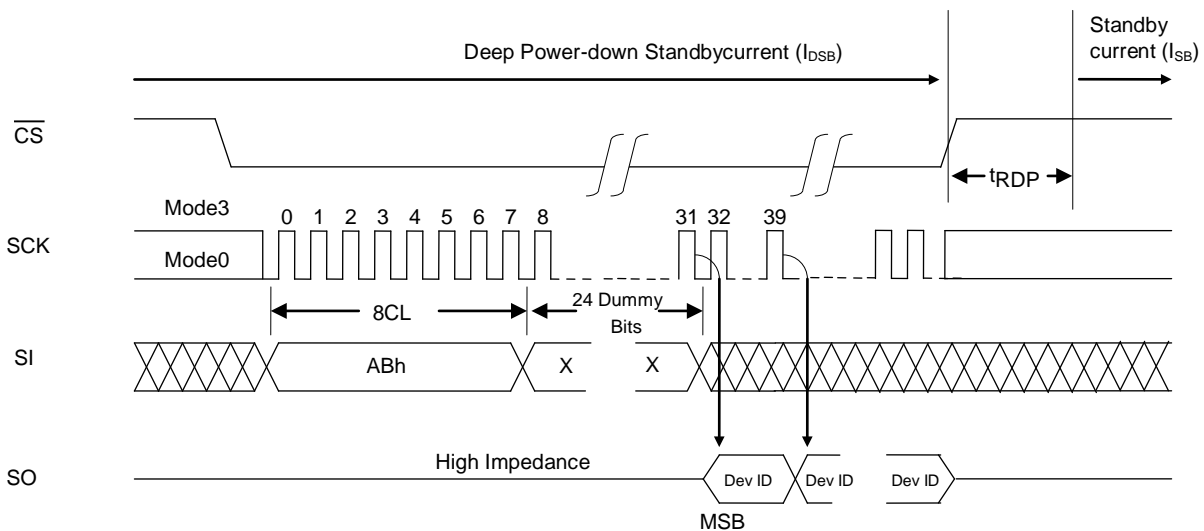 Deep Power-down Standbycurrent (IDSB)
Standby
current (ISB)
CS
tRDP
Mode3
0 1 2 3 4 5 6 7 8 31 32 39
SCK
Mode0
8CL
24 Dummy
Bits
SI
ABh
X
X
High Impedance
SO
Dev ID
Dev ID
Dev ID
MSB